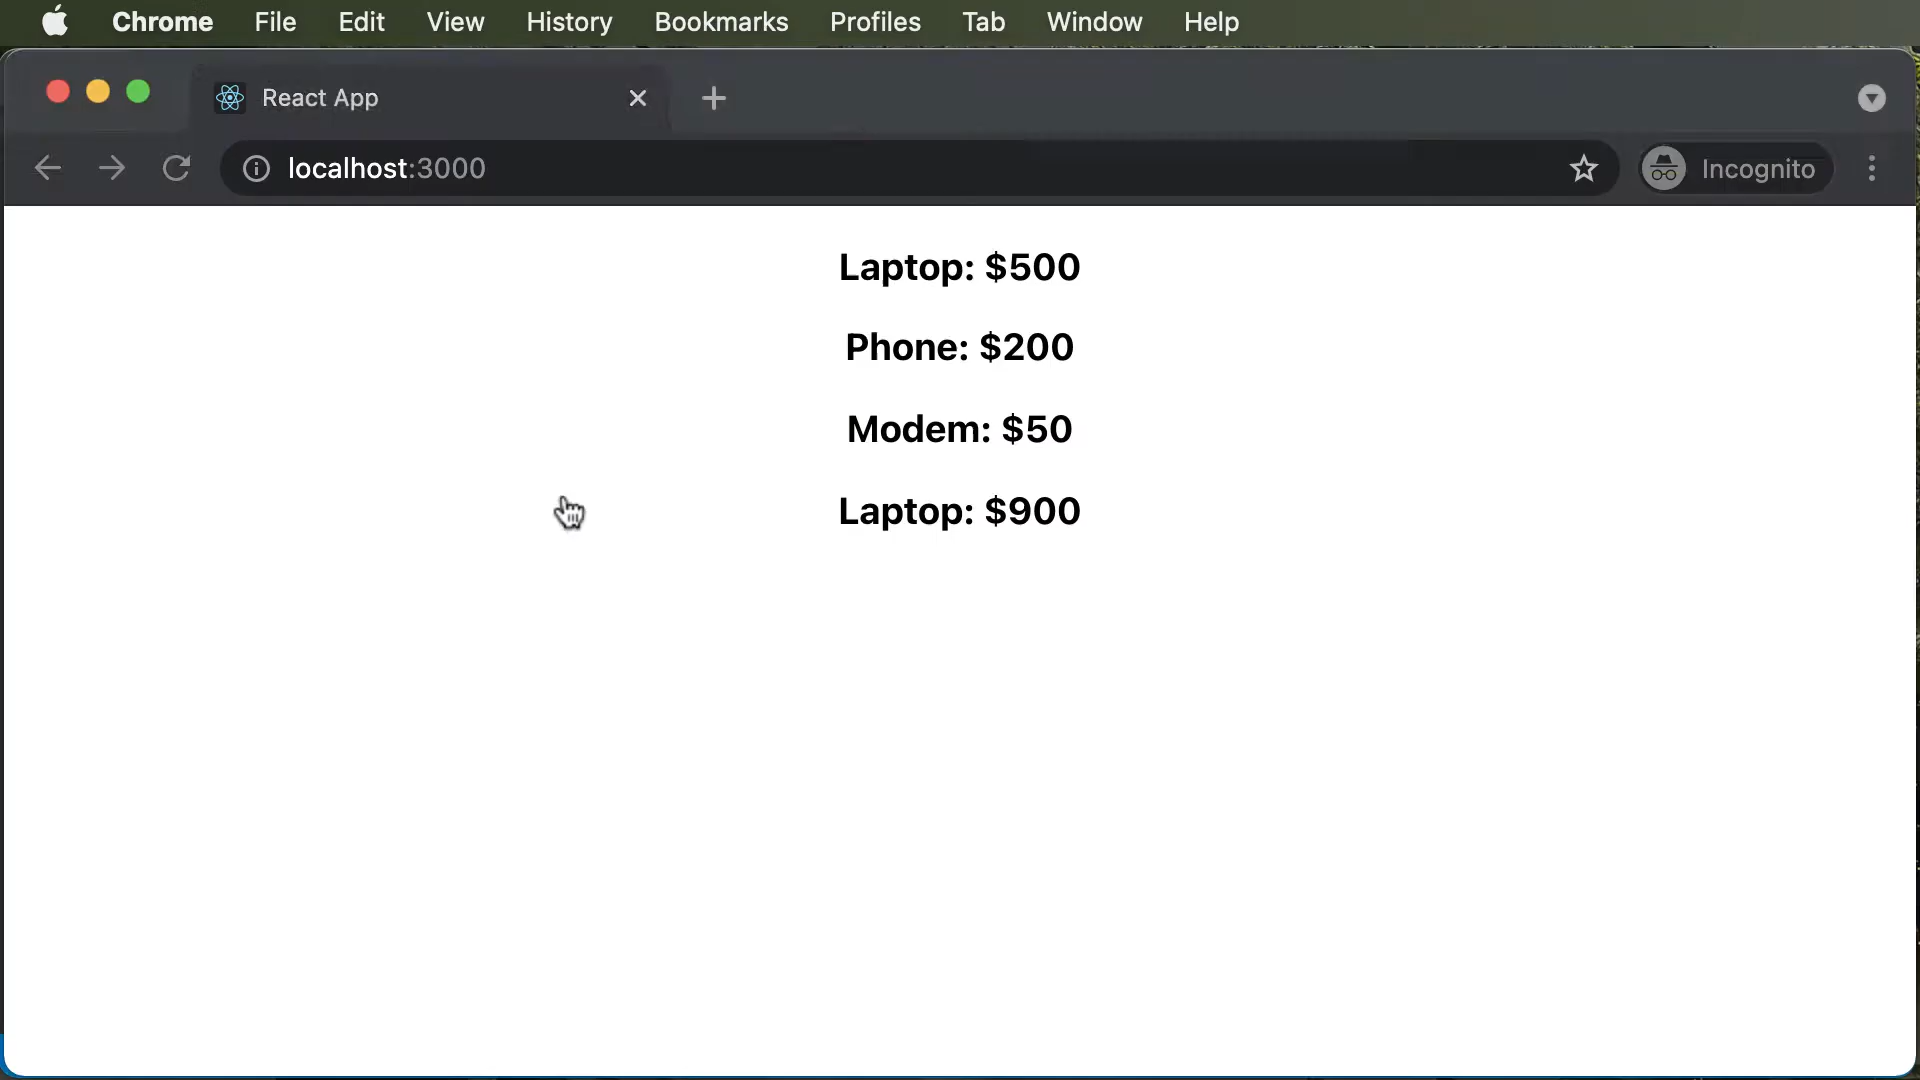 Chrome File Edit View History Bookmarks Profiles Tab Window Help
React App
localhost:3000 Incognito
Laptop: $500
Phone: $200
Modem: $50
Laptop: $900